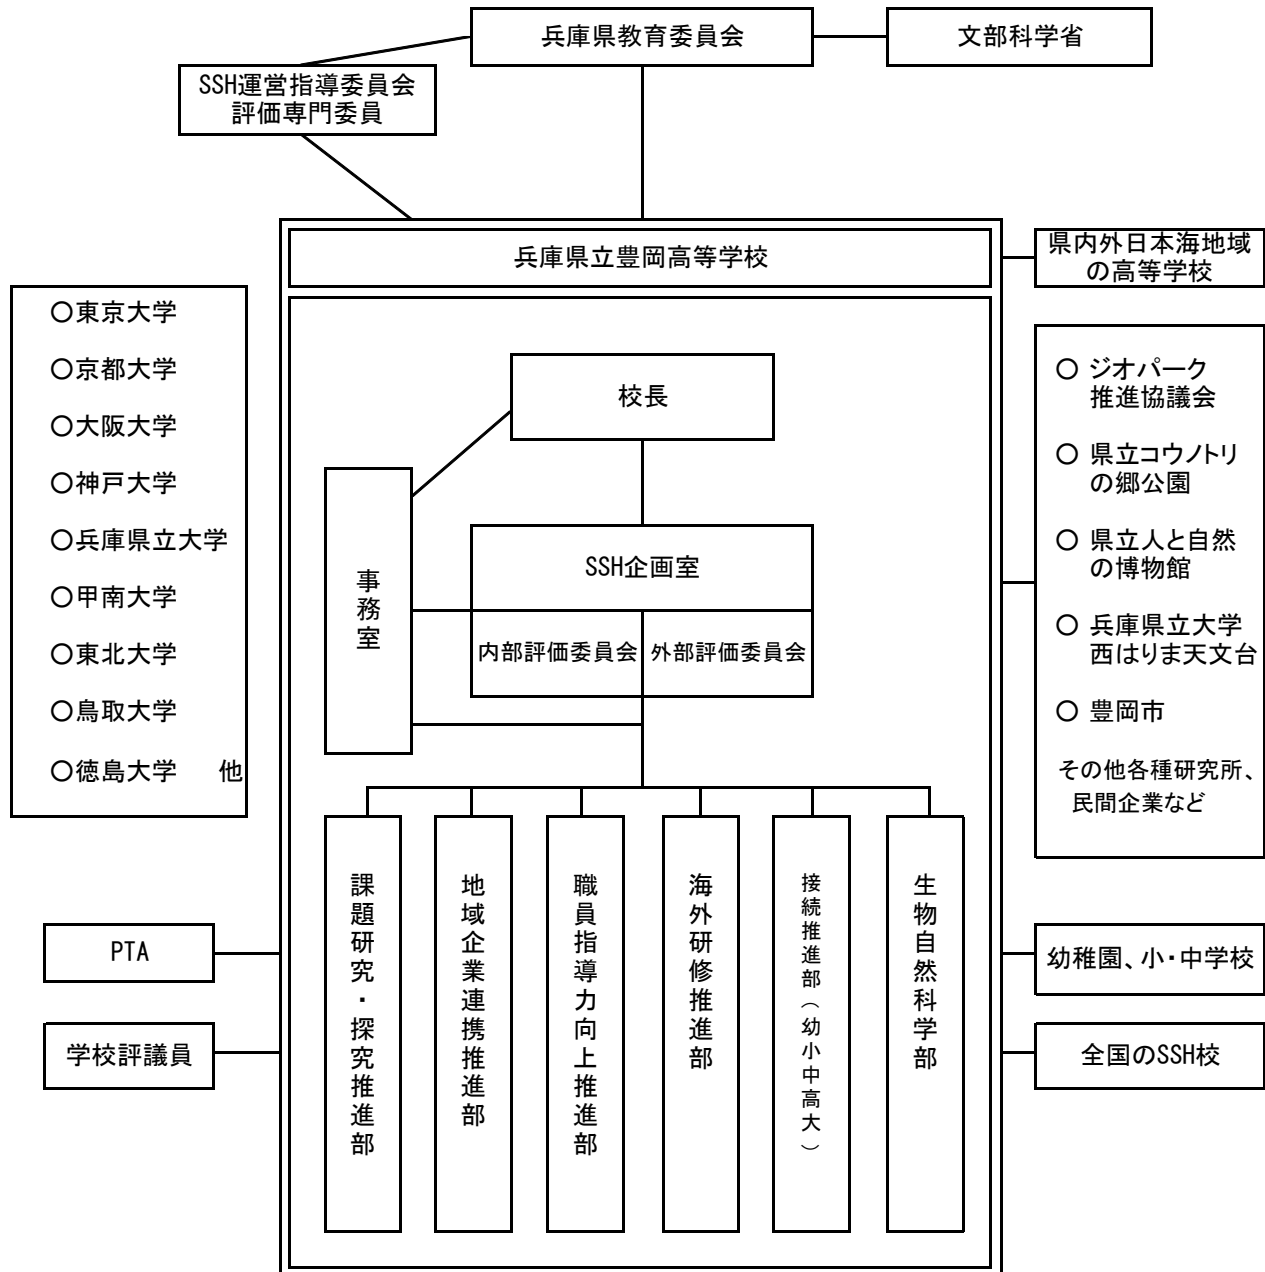 兵庫県教育委員会
文部科学省
SSH運営指導委員会
評価専門委員
兵庫県立豊岡高等学校
県内外日本海地域
の高等学校
○東京大学
○京都大学
○大阪大学
○神戸大学
○兵庫県立大学
○甲南大学
○東北大学
○鳥取大学
○徳島大学 他
校長
事務室
SSH企画室
内部評価委員会
外部評価委員会
○ ジオパーク
推進協議会
○ 県立コウノトリ
の郷公園
○ 県立人と自然
の博物館
○ 兵庫県立大学
西はりま天文台
○ 豊岡市
その他各種研究所、
民間企業など
課題研究・探究推進部
地域企業連携推進部
職員指導力向上推進部
海外研修推進部
接続推進部（幼小中高大）
生物自然科学部
PTA
学校評議員
幼稚園、小・中学校
全国のSSH校